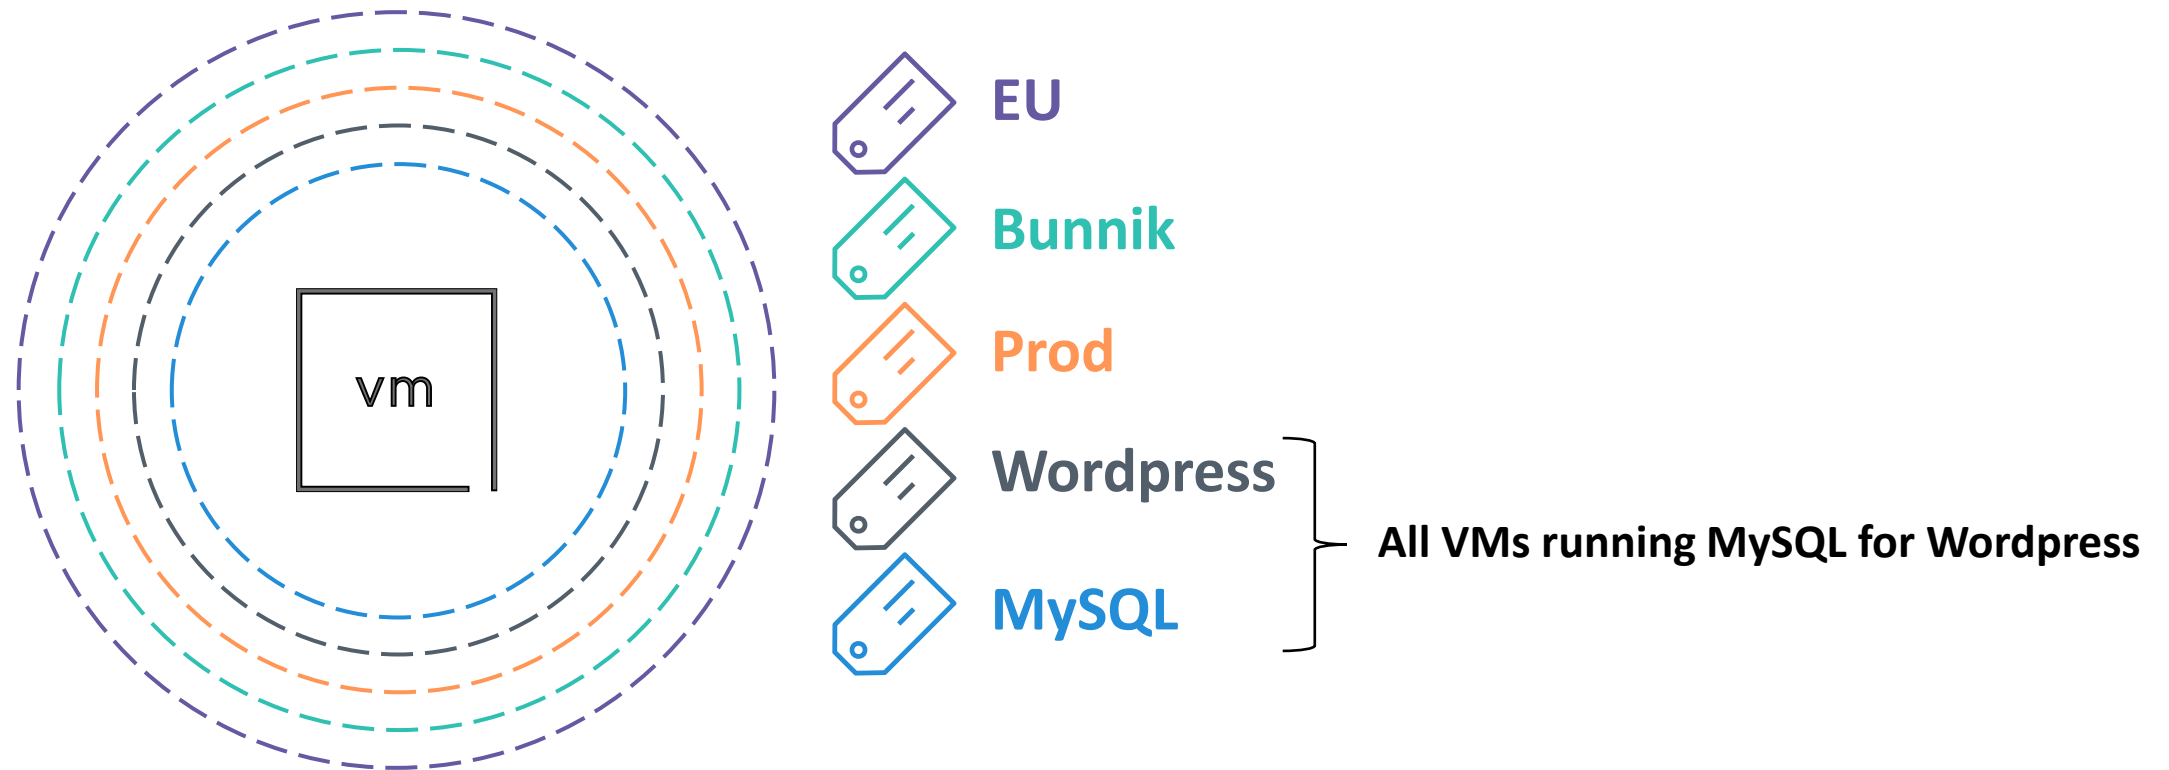 EU
Bunnik
Prod
vm
Wordpress
All VMs running MySQL for Wordpress
MySQL